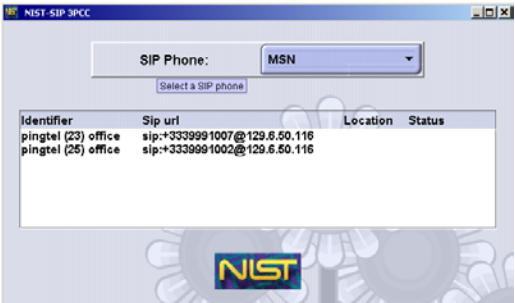 NIST NIST-SIP 3PCC
SIP Phone: MSN
Select a SIP phone
Identifier Sip url Location Status
pingtel (23) office sip:+3339991007@129.6.50.116
pingtel (25) office sip:+3339991002@129.6.50.116
NIST